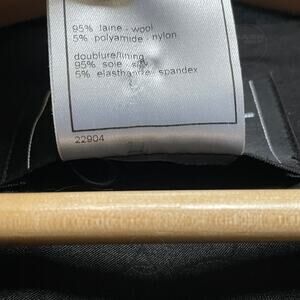 95% laine - wool
5% polyamide - nylon
doublure/lining
95% soie - silk
5% elasthanne spandex
22904